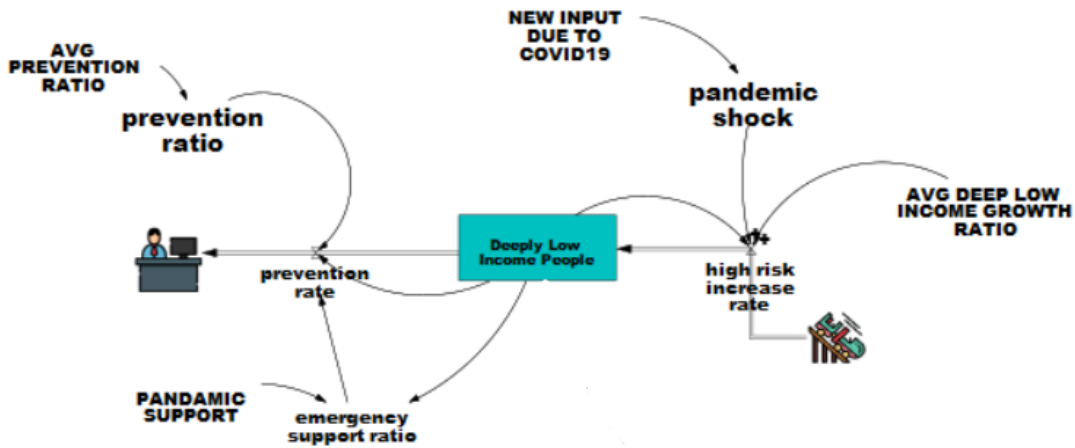 NEW INPUT
DUE TO
COVID19
AVG
PREVENTION
RATIO
pandemic
shock
prevention
ratio
AVG DEEP LOW
INCOME GROWTH
RATIO
Deeply Low
Income People
prevention
rate
high risk
increase
rate
PANDAMIC
SUPPORT
emergency
support ratio